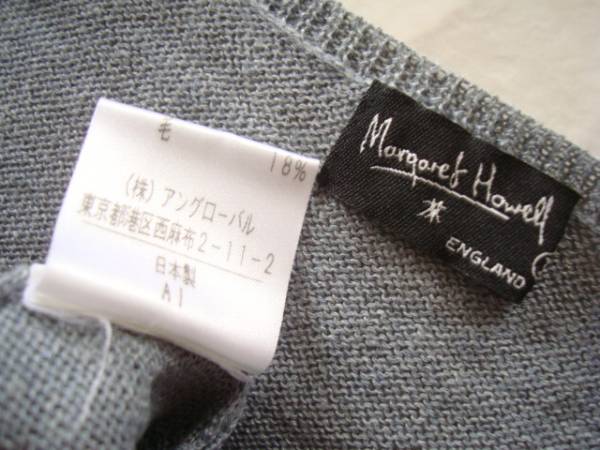 毛 18%
(株)アングローバル
東京都港区西麻布2-11-2
日本製
AI
Margaret Howell
ENGLAND